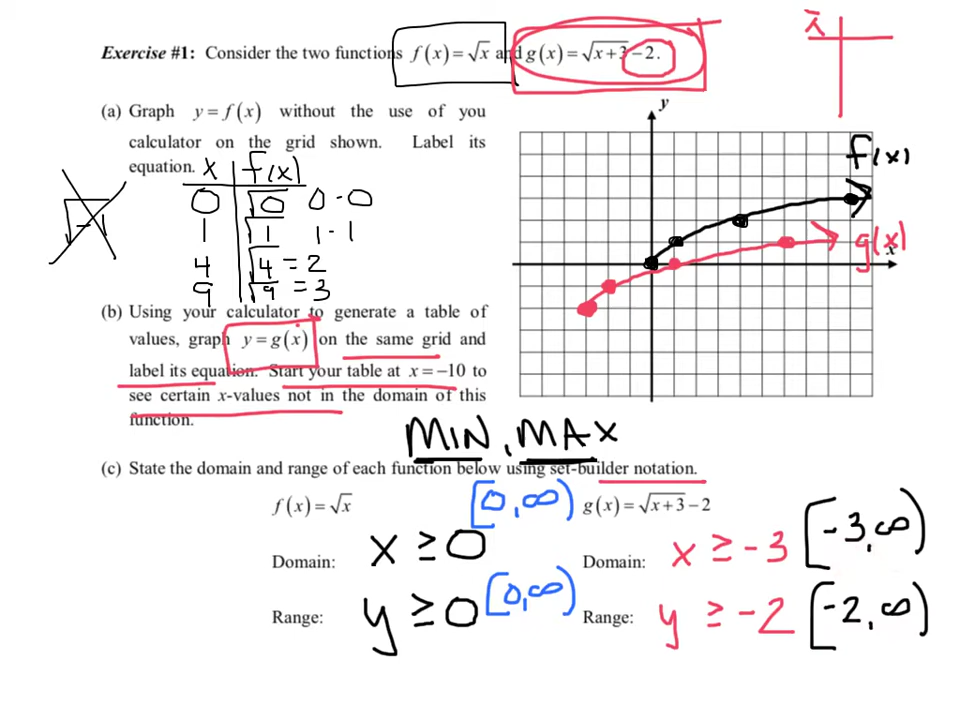 Exercise #1: Consider the two functions f(x)=√x and g(x)=√x+3−2.
(a) Graph y=f(x) without the use of you
calculator on the grid shown. Label its
equation.
x f(x)
0 √0 0·0
1 √1 1·1
4 √4 = 2
9 √9 = 3
y
f(x)
g(x)
x
(b) Using your calculator to generate a table of
values, graph y=g(x) on the same grid and
label its equation. Start your table at x=−10 to
see certain x-values not in the domain of this
function.
MIN, MAX
(c) State the domain and range of each function below using set-builder notation.
f(x)=√x [0,∞) g(x)=√x+3−2
Domain: x ≥ 0 Domain: x ≥ -3 [-3,∞)
Range: y ≥ 0 [0,∞) Range: y ≥ -2 [-2,∞)